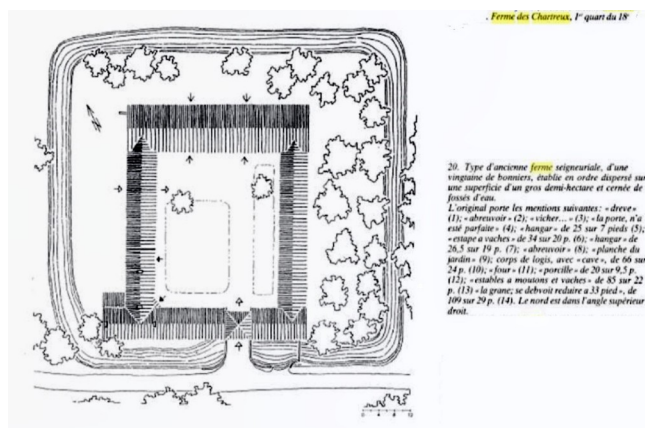 . Ferme des Chartreux, 1er quart du 18e
20. Type d'ancienne ferme seigneuriale, d'une
vingtaine de bonniers, établie en ordre dispersé sur
une superficie d'un gros demi-hectare et cernée de
fossés d'eau.
L'original porte les mentions suivantes: «dreve»
(1); «abreuvoir» (2); «vicher...» (3); «la porte, n'a
esté parfaite» (4); «hangar» de 25 sur 7 pieds (5);
«estape a vaches» de 34 sur 20 p. (6); «hangar» de
26,5 sur 19 p. (7); «abreuvoir» (8); «planche du
jardin» (9); corps de logis, avec «cave», de 66 sur
24 p. (10); «four» (11); «porcille» de 20 sur 9,5 p.
(12); «estables a moutons et vaches» de 85 sur 22
p. (13) «la grane; se debvoit reduire a 33 pied», de
109 sur 29 p. (14). Le nord est dans l'angle supérieur
droit.